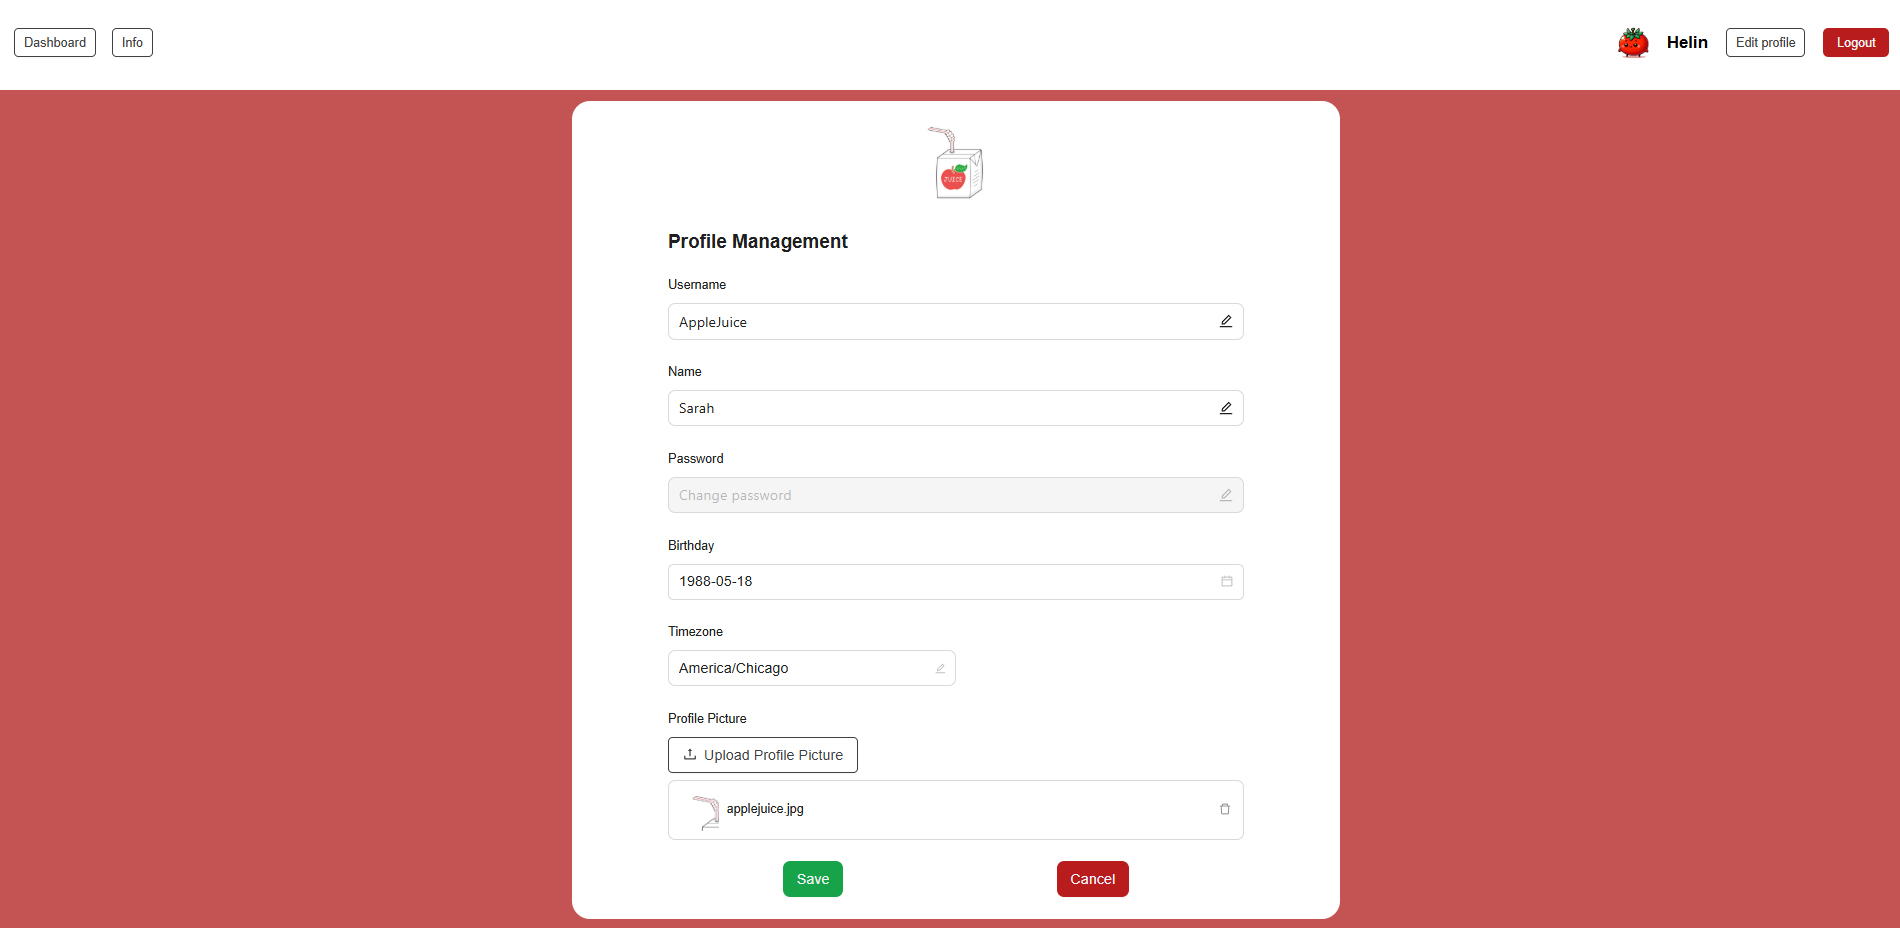 Dashboard Info Helin Edit profile Logout
JUICE
Profile Management
Username
AppleJuice
Name
Sarah
Password
Change password
Birthday
1988-05-18
Timezone
America/Chicago
Profile Picture
Upload Profile Picture
applejuice.jpg
Save Cancel